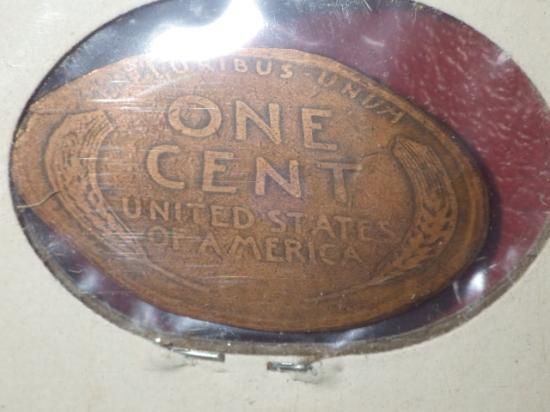 PLURIBUS · UNUM
ONE
CENT
UNITED·STATES
OF AMERICA